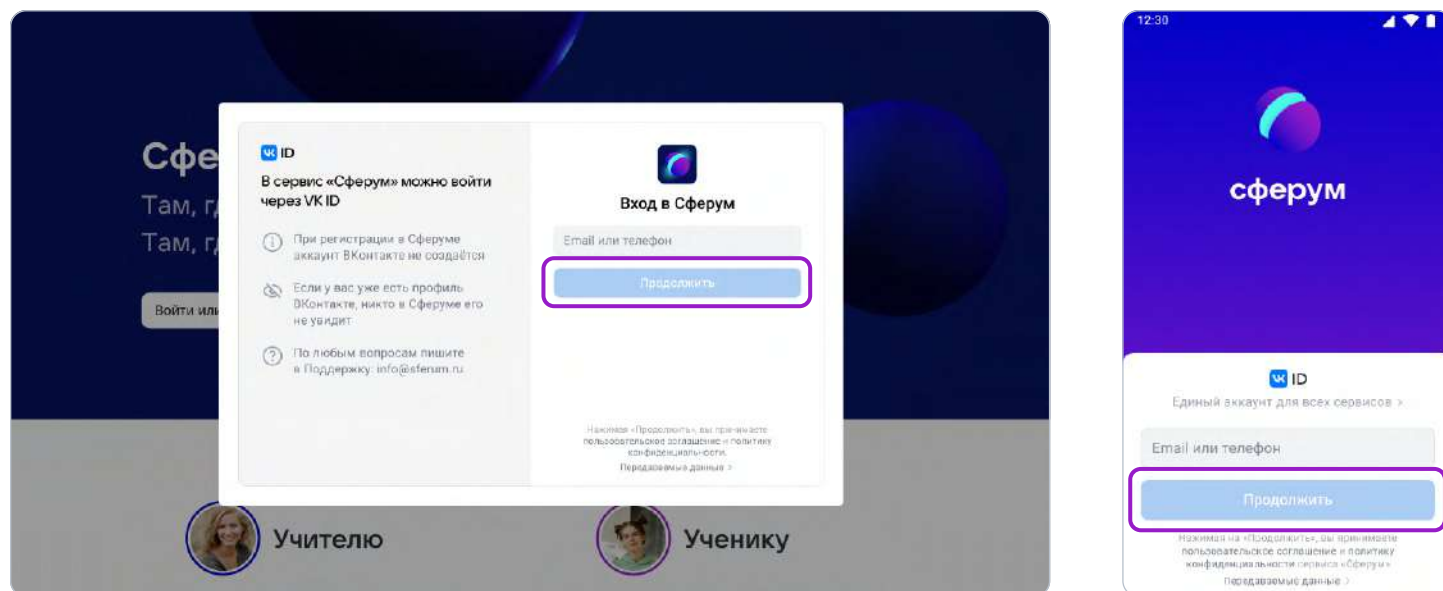 Сфе
Там, г
Там, г
Войти или
VK ID
В сервис «Сферум» можно войти
через VK ID
При регистрации в Сферуме
аккаунт ВКонтакте не создаётся
Если у вас уже есть профиль
ВКонтакте, никто в Сферуме его
не увидит
По любым вопросам пишите
в Поддержку: info@sferum.ru
Вход в Сферум
Email или телефон
Продолжить
Нажимая «Продолжить», вы принимаете
пользовательское соглашение и политику
конфиденциальности.
Передаваемые данные >
Учителю
Ученику
12:30
сферум
VK ID
Единый аккаунт для всех сервисов >
Email или телефон
Продолжить
Нажимая на «Продолжить», вы принимаете
пользовательское соглашение и политику
конфиденциальности сервиса «Сферум»
Передаваемые данные >